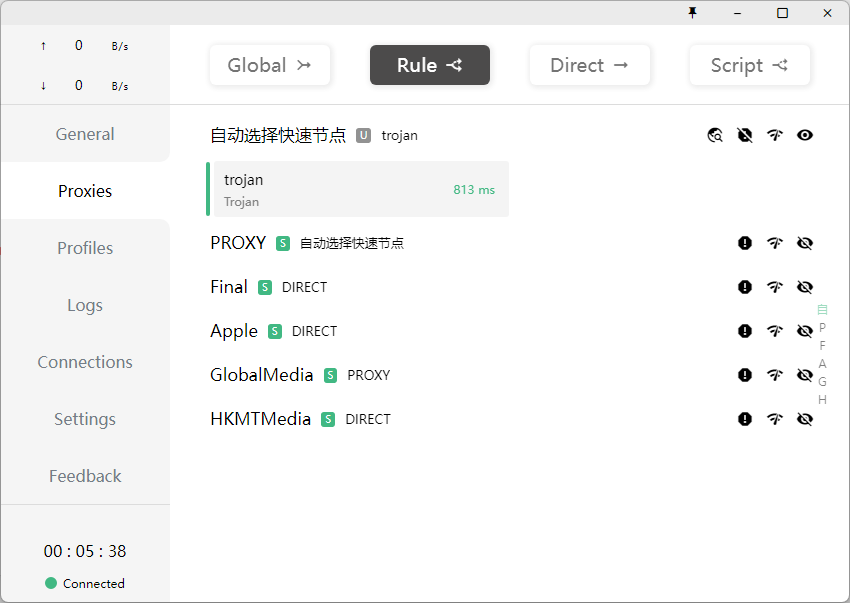 ↑ 0 B/s
↓ 0 B/s
General
Proxies
Profiles
Logs
Connections
Settings
Feedback
00 : 05 : 38
Connected
Global
Rule
Direct →
Script
自动选择快速节点 U trojan
trojan
Trojan
813 ms
PROXY S 自动选择快速节点
Final S DIRECT
Apple S DIRECT
GlobalMedia S PROXY
HKMTMedia S DIRECT
自
P
F
A
G
H